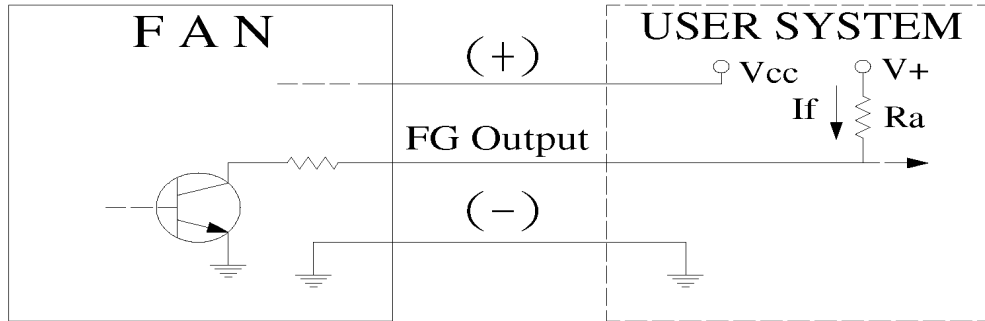 F A N
USER SYSTEM
(+)
Vcc
V+
If
Ra
FG Output
(-)